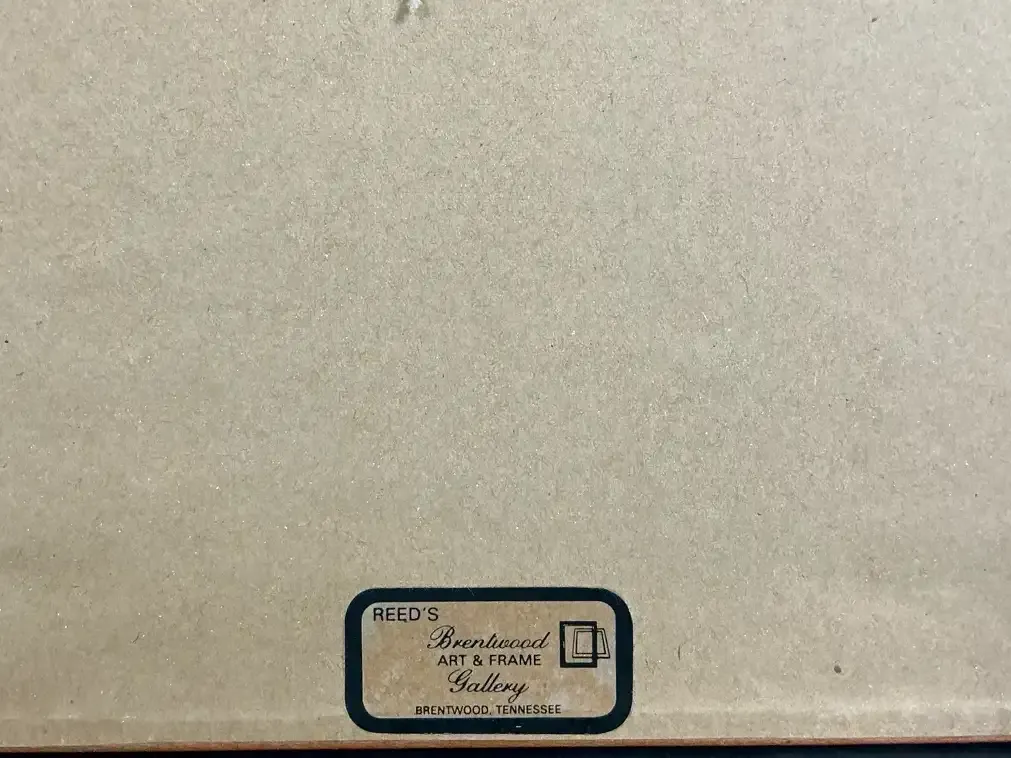 REED'S
Brentwood
ART & FRAME
Gallery
BRENTWOOD, TENNESSEE